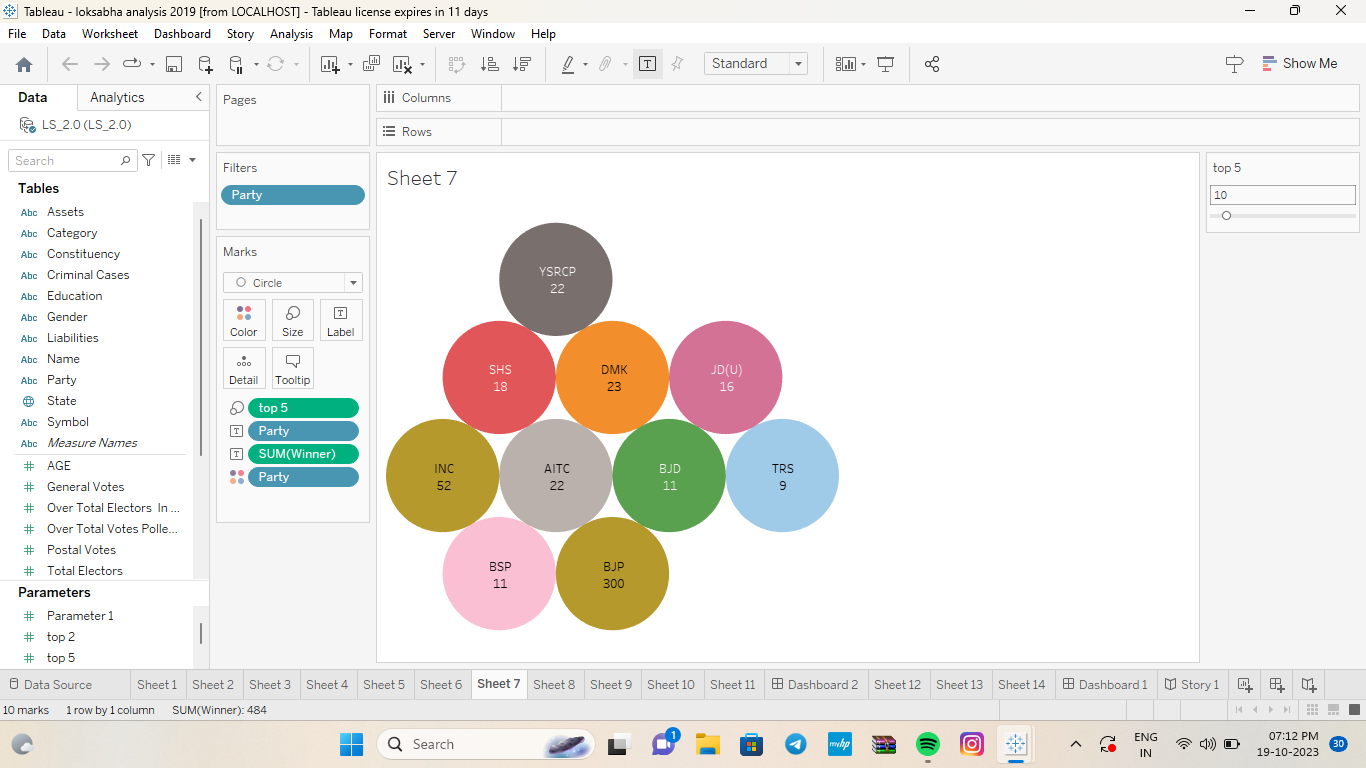 Tableau - loksabha analysis 2019 [from LOCALHOST] - Tableau license expires in 11 days
File Data Worksheet Dashboard Story Analysis Map Format Server Window Help
Standard
Show Me
Data Analytics
LS_2.0 (LS_2.0)
Search
Tables
Abc Assets
Abc Category
Abc Constituency
Abc Criminal Cases
Abc Education
Abc Gender
Abc Liabilities
Abc Name
Abc Party
State
Abc Symbol
Abc Measure Names
AGE
General Votes
Over Total Electors In ...
Over Total Votes Polle...
Postal Votes
Total Electors
Parameters
Parameter 1
top 2
top 5
Pages
Filters
Party
Marks
Circle
Color Size Label
Detail Tooltip
top 5
Party
SUM(Winner)
Party
Columns
Rows
Sheet 7
YSRCP
22
SHS
18
DMK
23
JD(U)
16
INC
52
AITC
22
BJD
11
TRS
9
BSP
11
BJP
300
top 5
10
Data Source Sheet 1 Sheet 2 Sheet 3 Sheet 4 Sheet 5 Sheet 6 Sheet 7 Sheet 8 Sheet 9 Sheet 10 Sheet 11 Dashboard 2 Sheet 12 Sheet 13 Sheet 14 Dashboard 1 Story 1
10 marks 1 row by 1 column SUM(Winner): 484
Search
1
myhp
ENG
IN
07:12 PM
19-10-2023
30